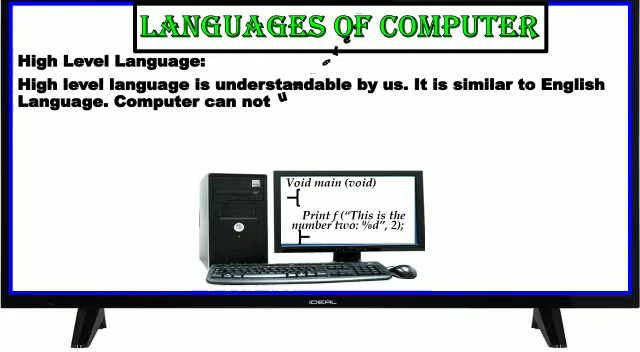 LANGUAGES OF COMPUTER
High Level Language:
High level language is understandable by us. It is similar to English
Language. Computer can not
Void main (void)
{
Print f ("This is the
number two: %d", 2);
}
IDEAL